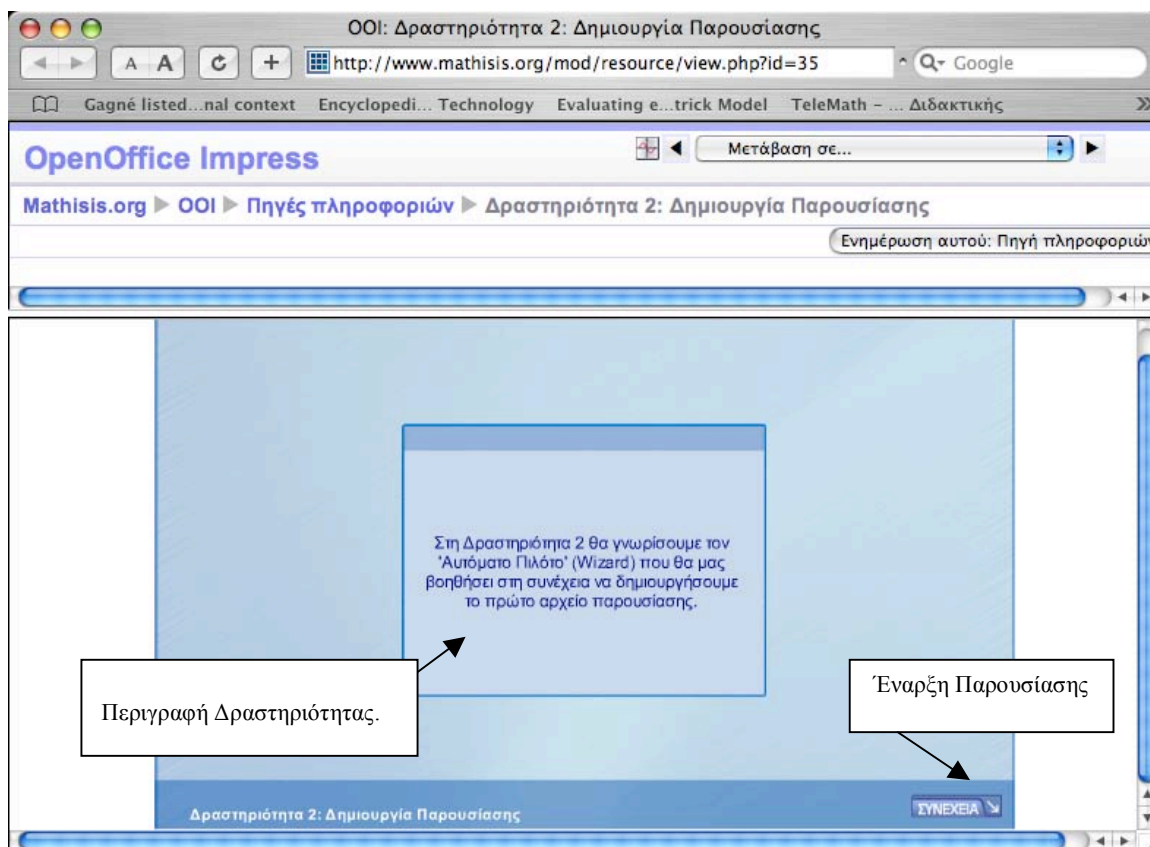 OOI: Δραστηριότητα 2: Δημιουργία Παρουσίασης
A A C + http://www.mathisis.org/mod/resource/view.php?id=35 Q Google
Gagné listed...nal context Encyclopedi... Technology Evaluating e...trick Model TeleMath – ... Διδακτικής »
OpenOffice Impress Μετάβαση σε...
Mathisis.org OOI Πηγές πληροφοριών Δραστηριότητα 2: Δημιουργία Παρουσίασης
Ενημέρωση αυτού: Πηγή πληροφοριών
Στη Δραστηριότητα 2 θα γνωρίσουμε τον
'Αυτόματο Πιλότο' (Wizard) που θα μας
βοηθήσει στη συνέχεια να δημιουργήσουμε
το πρώτο αρχείο παρουσίασης.
Περιγραφή Δραστηριότητας.
Έναρξη Παρουσίασης
Δραστηριότητα 2: Δημιουργία Παρουσίασης
ΣΥΝΕΧΕΙΑ